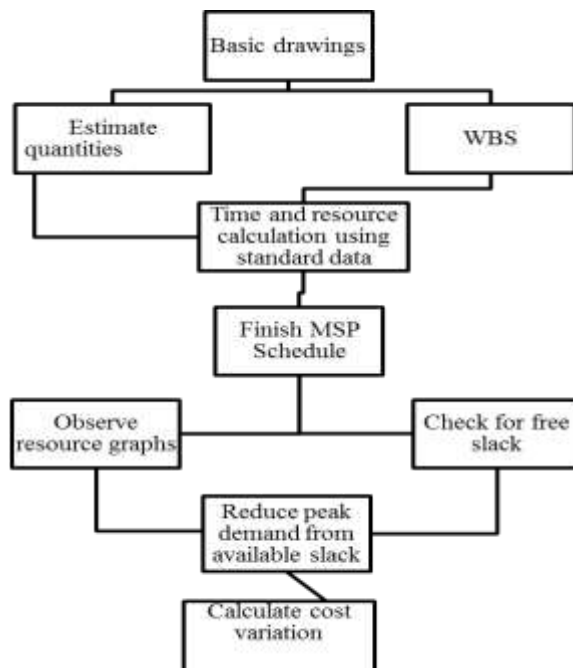 Basic drawings
Estimate
quantities
WBS
Time and resource
calculation using
standard data
Finish MSP
Schedule
Observe
resource graphs
Check for free
slack
Reduce peak
demand from
available slack
Calculate cost
variation